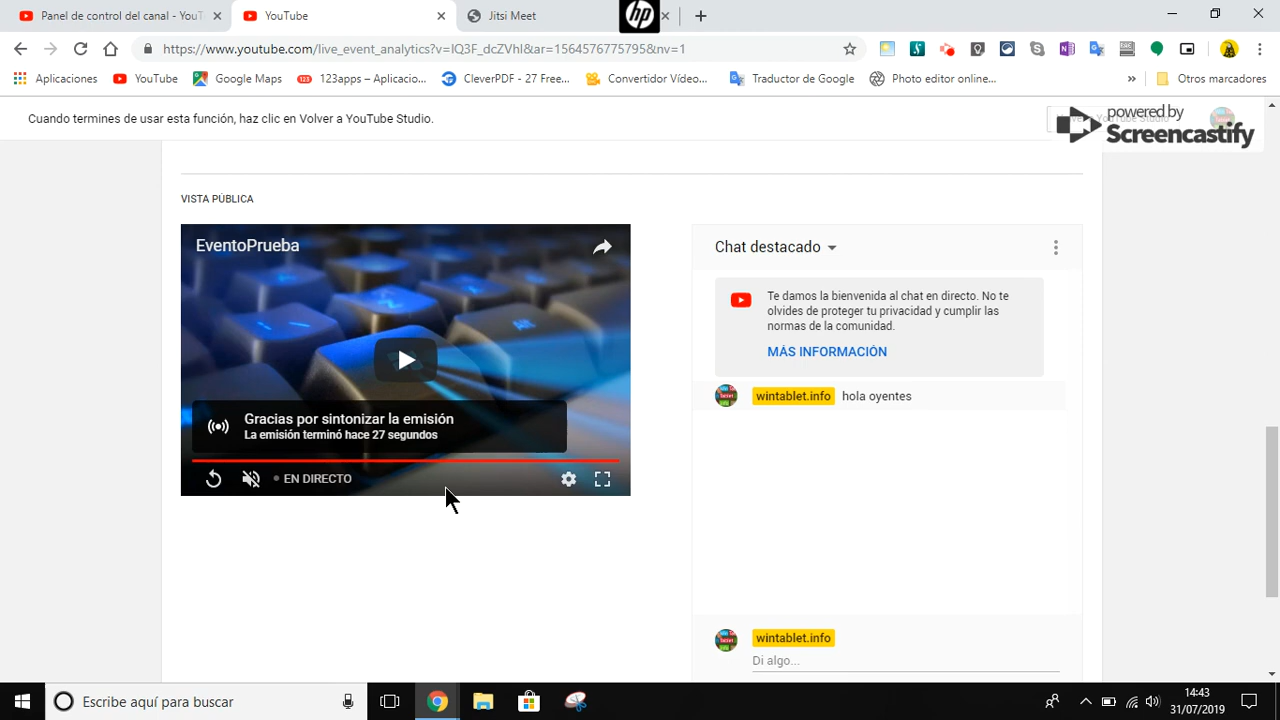 Panel de control del canal - YouT
YouTube
Jitsi Meet
hp
https://www.youtube.com/live_event_analytics?v=IQ3F_dcZVhI&ar=15645767757958&nv=1
Aplicaciones
YouTube
Google Maps
123apps – Aplicacio...
CleverPDF - 27 Free...
Convertidor Vídeo...
Traductor de Google
Photo editor online...
»
Otros marcadores
Cuando termines de usar esta función, haz clic en Volver a YouTube Studio.
powered by
Screencastify
VISTA PÚBLICA
EventoPrueba
Gracias por sintonizar la emisión
La emisión terminó hace 27 segundos
EN DIRECTO
Chat destacado
Te damos la bienvenida al chat en directo. No te
olvides de proteger tu privacidad y cumplir las
normas de la comunidad.
MÁS INFORMACIÓN
wintablet.info hola oyentes
wintablet.info
Di algo...
Escribe aquí para buscar
14:43
31/07/2019